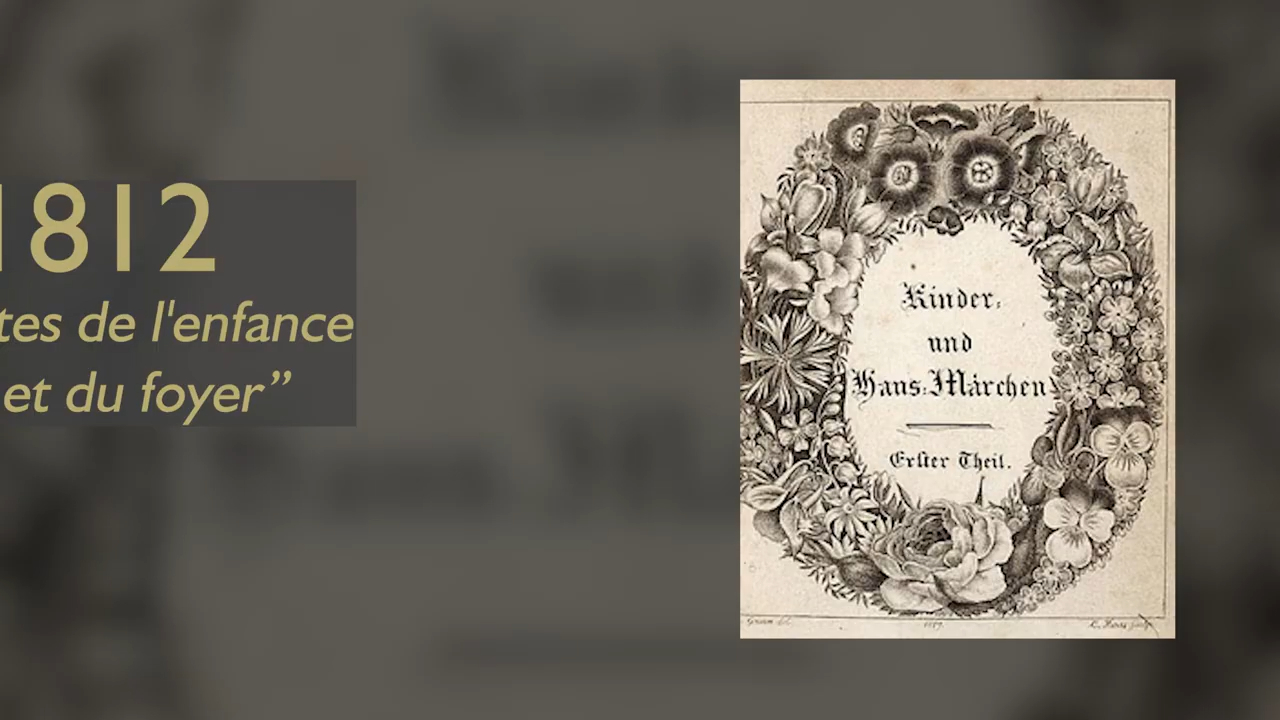 1812
tes de l'enfance
et du foyer”
Kinder-
und
Haus-Märchen
Erster Theil.